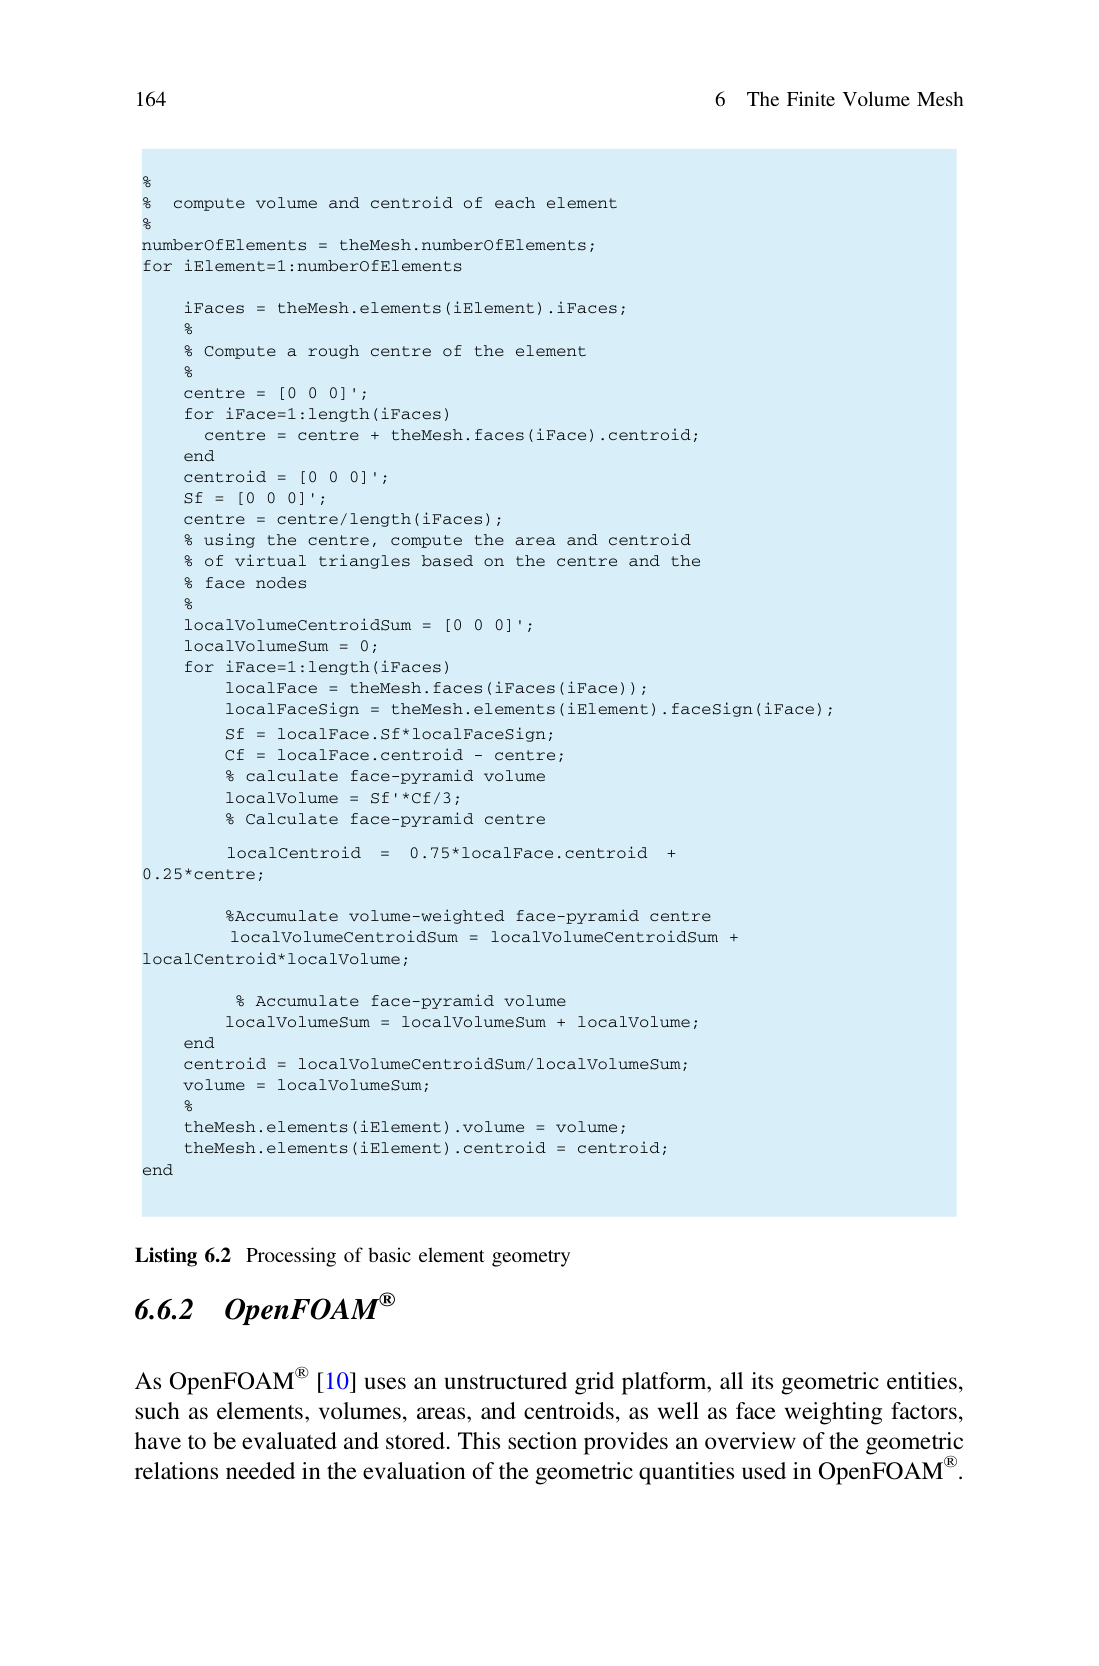 164
6 The Finite Volume Mesh
%
% compute volume and centroid of each element
%
numberOfElements = theMesh.numberOfElements;
for iElement=1:numberOfElements
iFaces = theMesh.elements(iElement).iFaces;
%
% Compute a rough centre of the element
%
centre = [0 0 0]';
for iFace=1:length(iFaces)
centre = centre + theMesh.faces(iFace).centroid;
end
centroid = [0 0 0]';
Sf = [0 0 0]';
centre = centre/length(iFaces);
% using the centre, compute the area and centroid
% of virtual triangles based on the centre and the
% face nodes
%
localVolumeCentroidSum = [0 0 0]';
localVolumeSum = 0;
for iFace=1:length(iFaces)
localFace = theMesh.faces(iFaces(iFace));
localFaceSign = theMesh.elements(iElement).faceSign(iFace);
Sf = localFace.Sf*localFaceSign;
Cf = localFace.centroid - centre;
% calculate face-pyramid volume
localVolume = Sf'*Cf/3;
% Calculate face-pyramid centre
localCentroid = 0.75*localFace.centroid +
0.25*centre;
%Accumulate volume-weighted face-pyramid centre
localVolumeCentroidSum = localVolumeCentroidSum +
localCentroid*localVolume;
% Accumulate face-pyramid volume
localVolumeSum = localVolumeSum + localVolume;
end
centroid = localVolumeCentroidSum/localVolumeSum;
volume = localVolumeSum;
%
theMesh.elements(iElement).volume = volume;
theMesh.elements(iElement).centroid = centroid;
end
Listing 6.2 Processing of basic element geometry
6.6.2 OpenFOAM®
As OpenFOAM® [10] uses an unstructured grid platform, all its geometric entities,
such as elements, volumes, areas, and centroids, as well as face weighting factors,
have to be evaluated and stored. This section provides an overview of the geometric
relations needed in the evaluation of the geometric quantities used in OpenFOAM®.